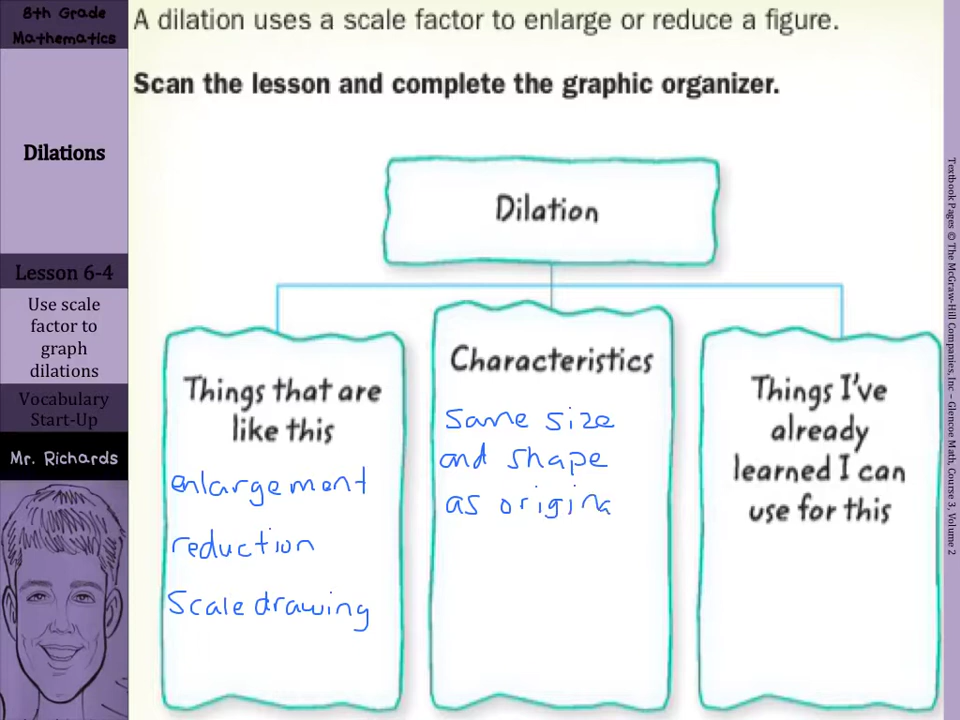 8th Grade
Mathematics
Dilations
Lesson 6-4
Use scale
factor to
graph
dilations
Vocabulary
Start-Up
Mr. Richards
A dilation uses a scale factor to enlarge or reduce a figure.
Scan the lesson and complete the graphic organizer.
Dilation
Things that are
like this
enlargement
reduction
Scale drawing
Characteristics
Same size
and shape
as origina
Things I've
already
learned I can
use for this
Textbook Pages © The McGraw-Hill Companies, Inc – Glencoe Math, Course 3, Volume 2